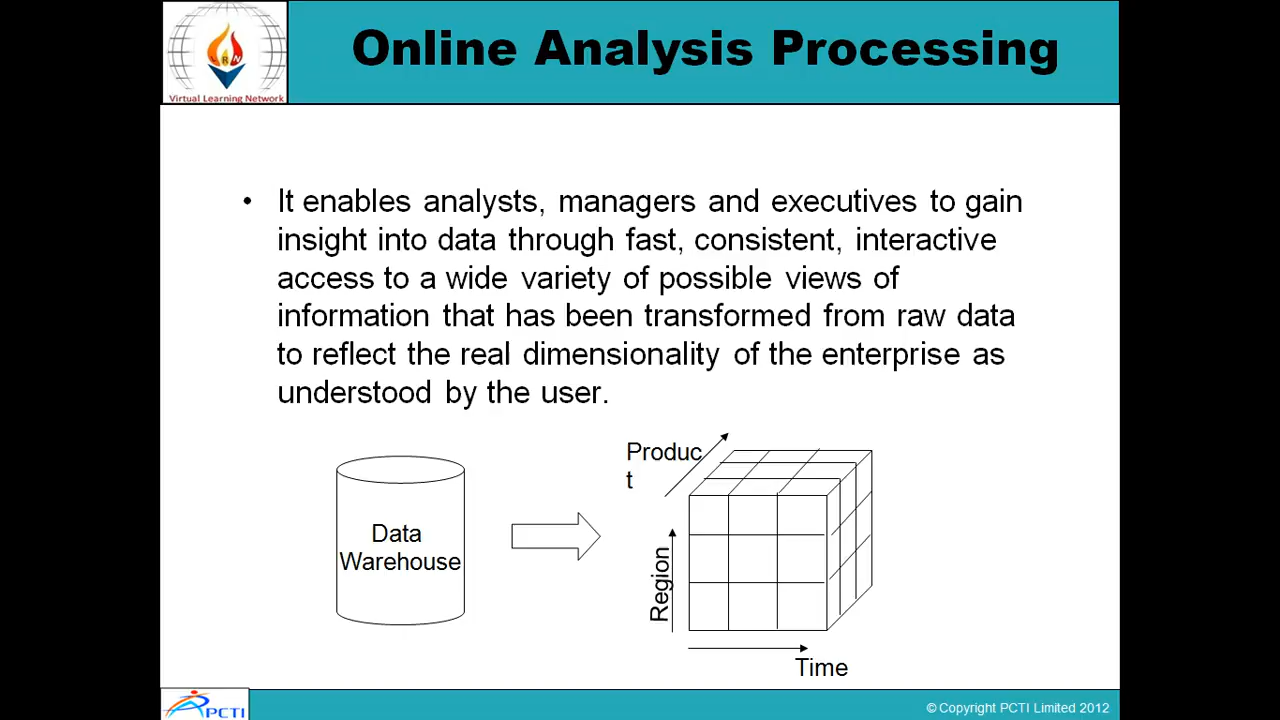 Online Analysis Processing
LRN
Virtual Learning Network
• It enables analysts, managers and executives to gain
insight into data through fast, consistent, interactive
access to a wide variety of possible views of
information that has been transformed from raw data
to reflect the real dimensionality of the enterprise as
understood by the user.
Data
Warehouse
Produc
t
Region
Time
PCTI
© Copyright PCTI Limited 2012